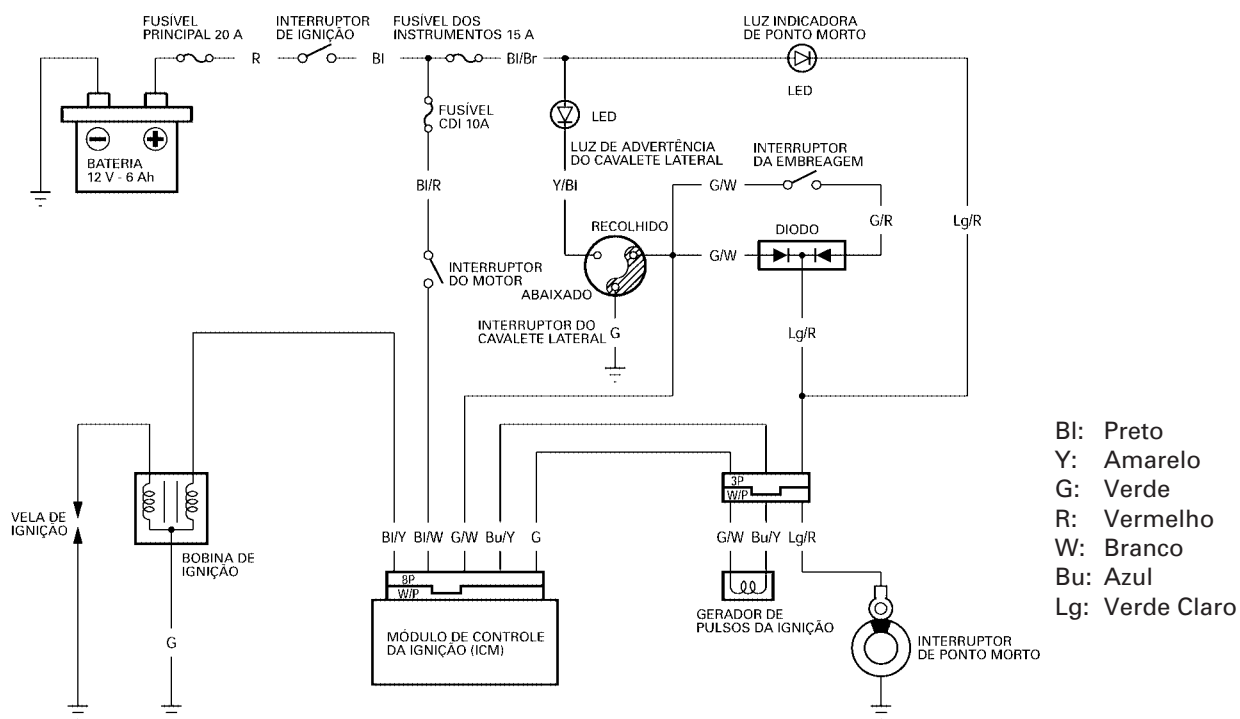 FUSÍVEL
PRINCIPAL 20 A
INTERRUPTOR
DE IGNIÇÃO
FUSÍVEL DOS
INSTRUMENTOS 15 A
LUZ INDICADORA
DE PONTO MORTO
R
Bl
Bl/Br
LED
FUSÍVEL
CDI 10A
LED
BATERIA
12 V - 6 Ah
LUZ DE ADVERTÊNCIA
DO CAVALETE LATERAL
INTERRUPTOR
DA EMBREAGEM
Bl/R
Y/Bl
G/W
G/R
Lg/R
RECOLHIDO
DIODO
G/W
INTERRUPTOR
DO MOTOR
ABAIXADO
INTERRUPTOR DO
CAVALETE LATERAL
G
Lg/R
Bl: Preto
Y: Amarelo
G: Verde
R: Vermelho
W: Branco
Bu: Azul
Lg: Verde Claro
3P
W/P
VELA DE
IGNIÇÃO
BOBINA DE
IGNIÇÃO
Bl/Y Bl/W G/W Bu/Y G
G/W Bu/Y Lg/R
8P
W/P
GERADOR DE
PULSOS DA IGNIÇÃO
G
MÓDULO DE CONTROLE
DA IGNIÇÃO (ICM)
INTERRUPTOR
DE PONTO MORTO